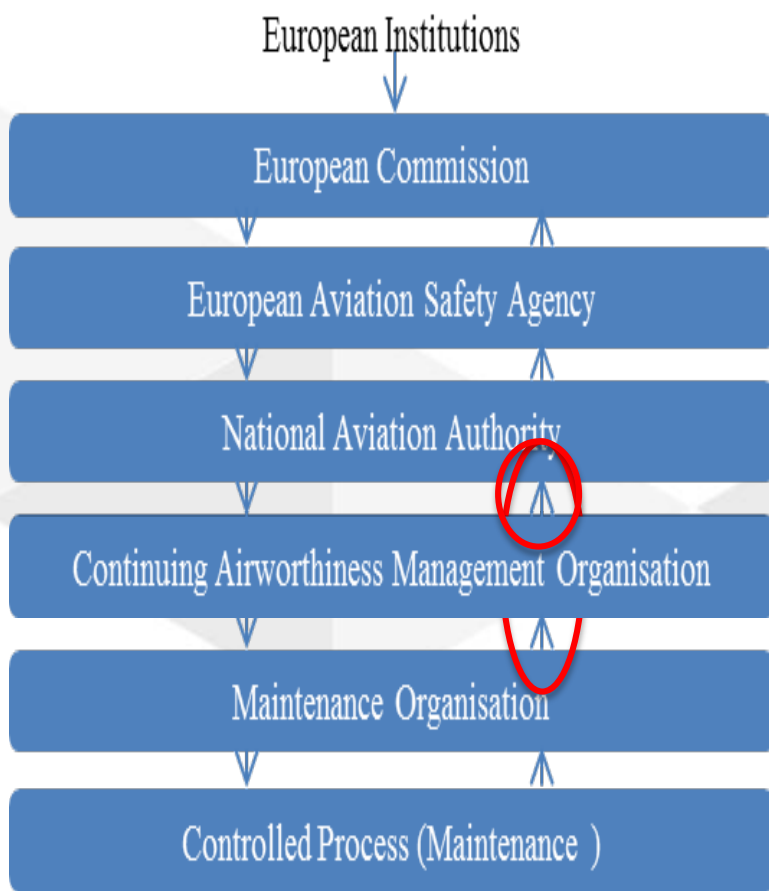 European Institutions
European Commission
European Aviation Safety Agency
National Aviation Authority
Continuing Airworthiness Management Organisation
Maintenance Organisation
Controlled Process (Maintenance )